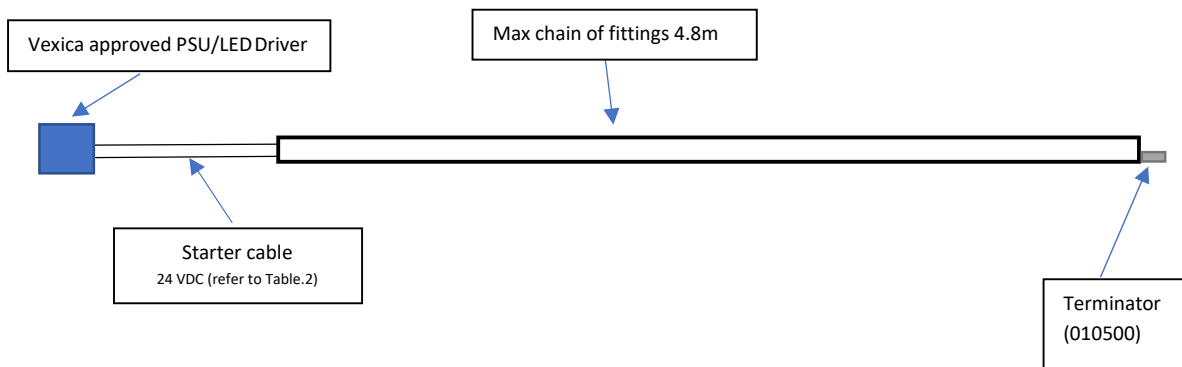 Vexica approved PSU/LED Driver
Max chain of fittings 4.8m
Starter cable
24 VDC (refer to Table.2)
Terminator
(010500)